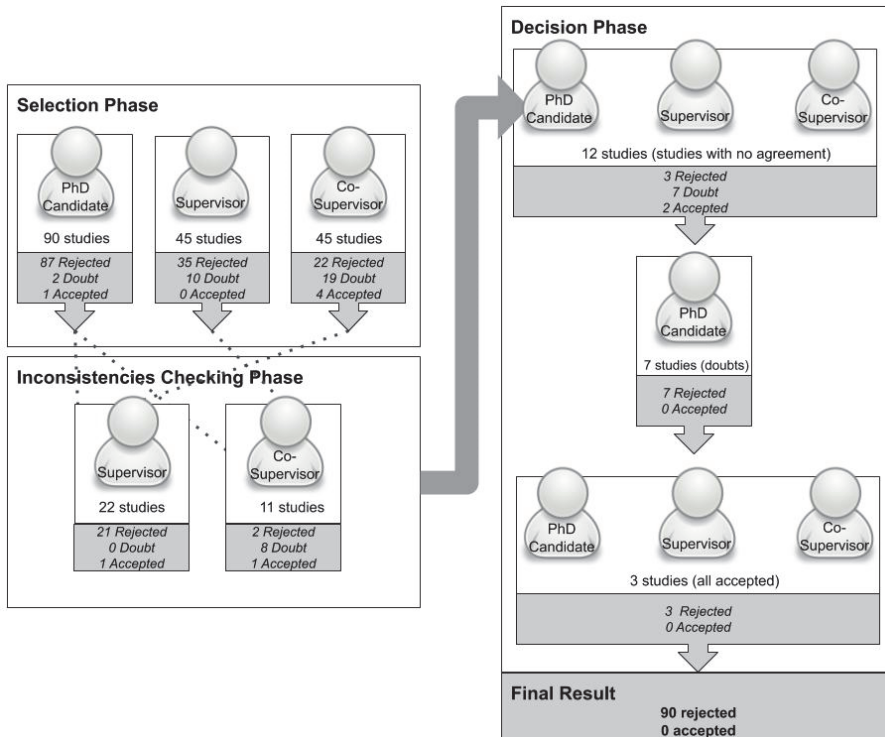 Selection Phase
PhD
Candidate
90 studies
87 Rejected
2 Doubt
1 Accepted
Supervisor
45 studies
35 Rejected
10 Doubt
0 Accepted
Co-
Supervisor
45 studies
22 Rejected
19 Doubt
4 Accepted
Inconsistencies Checking Phase
Supervisor
22 studies
21 Rejected
0 Doubt
1 Accepted
Co-
Supervisor
11 studies
2 Rejected
8 Doubt
1 Accepted
Decision Phase
PhD
Candidate
Supervisor
Co-
Supervisor
12 studies (studies with no agreement)
3 Rejected
7 Doubt
2 Accepted
PhD
Candidate
7 studies (doubts)
7 Rejected
0 Accepted
PhD
Candidate
Supervisor
Co-
Supervisor
3 studies (all accepted)
3 Rejected
0 Accepted
Final Result
90 rejected
0 accepted